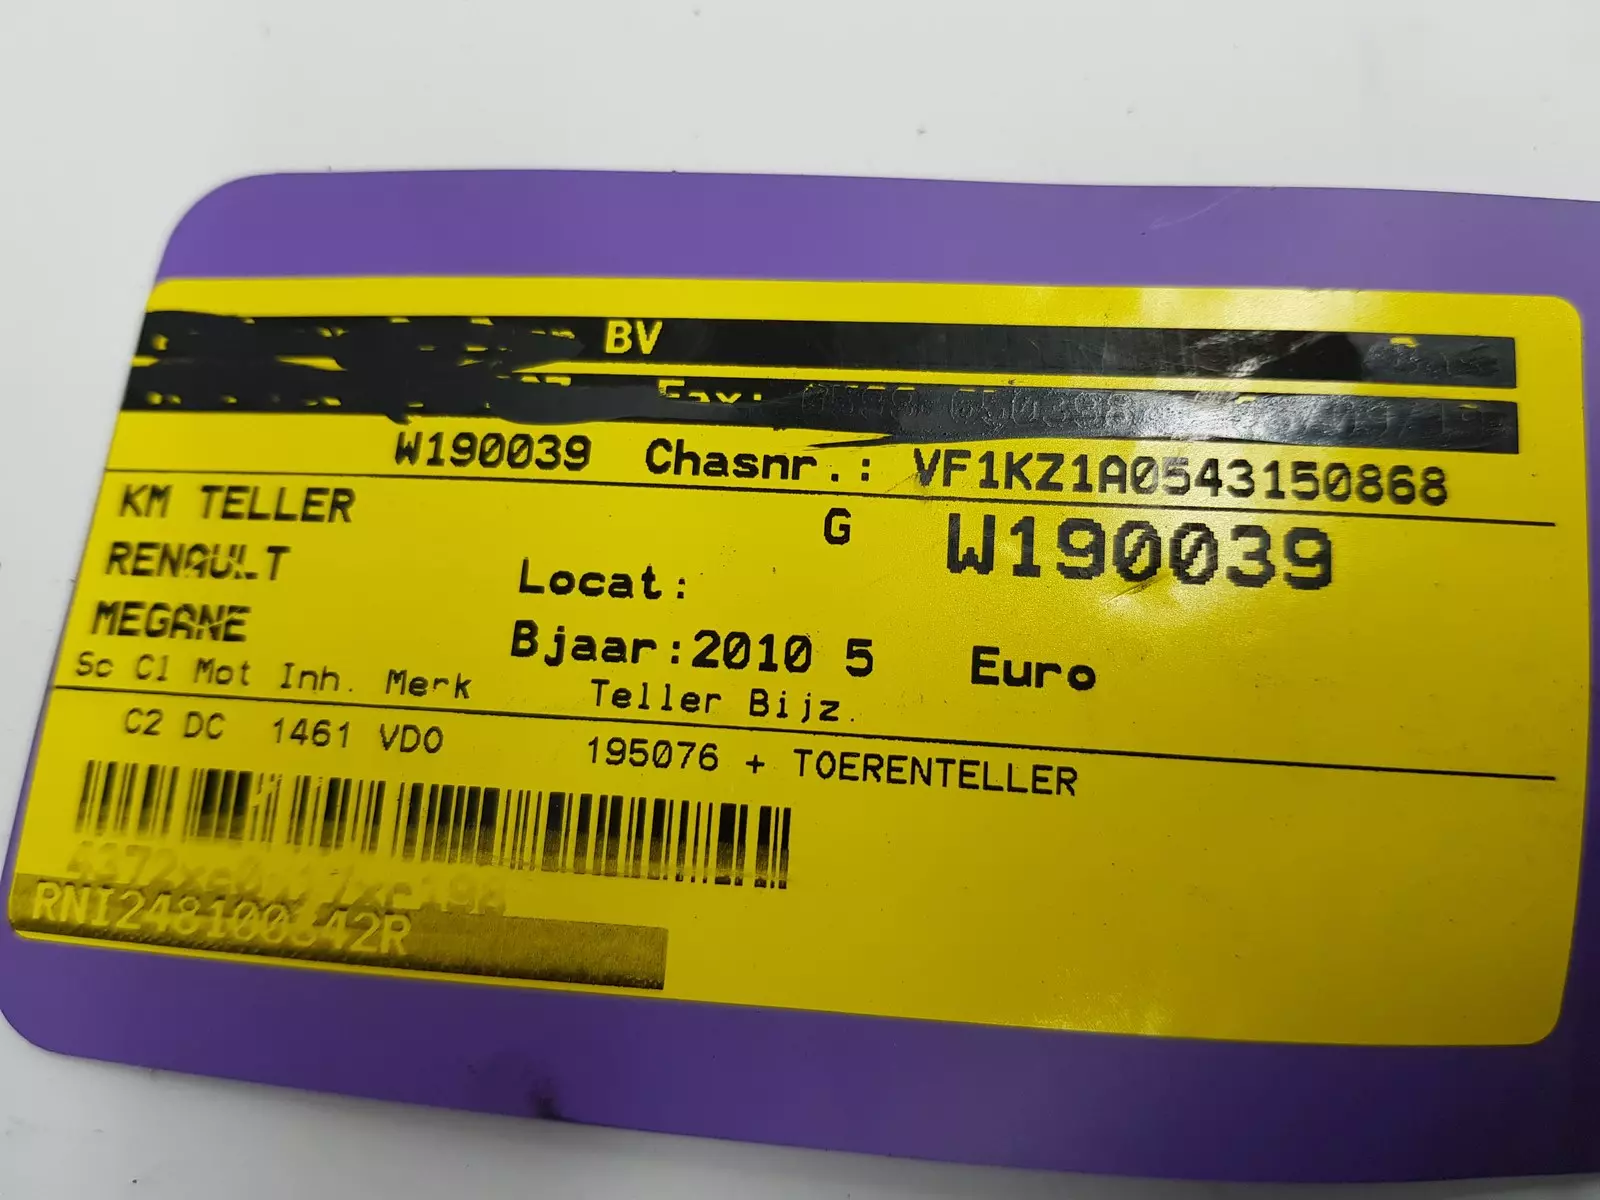 BV
Fax:
W190039 Chasnr.: VF1KZ1A0543150868
KM TELLER G W190039
RENAULT Locat:
MEGANE Bjaar:2010 5 Euro
Sc Cl Mot Inh. Merk Teller Bijz.
C2 DC 1461 VDO 195076 + TOERENTELLER